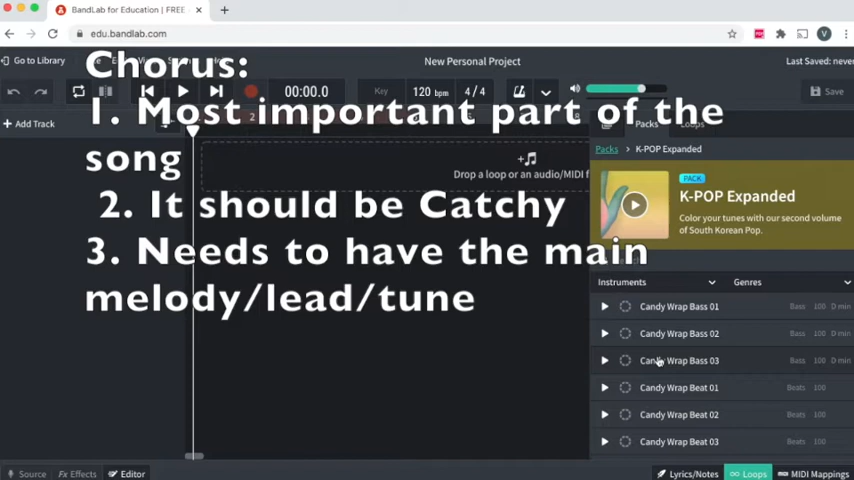 BandLab for Education | FREE
edu.bandlab.com
Go to Library
New Personal Project
Last Saved: never
Chorus:
1. Most important part of the
song
2. It should be Catchy
3. Needs to have the main
melody/lead/tune
00:00.0
Key
120 bpm
4/4
Save
+ Add Track
2
Packs
Loops
Packs > K-POP Expanded
Drop a loop or an audio/MIDI f
PACK
K-POP Expanded
Color your tunes with our second volume
of South Korean Pop.
Instruments
Genres
Candy Wrap Bass 01 Bass 100 D min
Candy Wrap Bass 02 Bass 100 D min
Candy Wrap Bass 03 Bass 100 D min
Candy Wrap Beat 01 Beats 100
Candy Wrap Beat 02 Beats 100
Candy Wrap Beat 03 Beats 100
Source
Fx Effects
Editor
Lyrics/Notes
Loops
MIDI Mappings